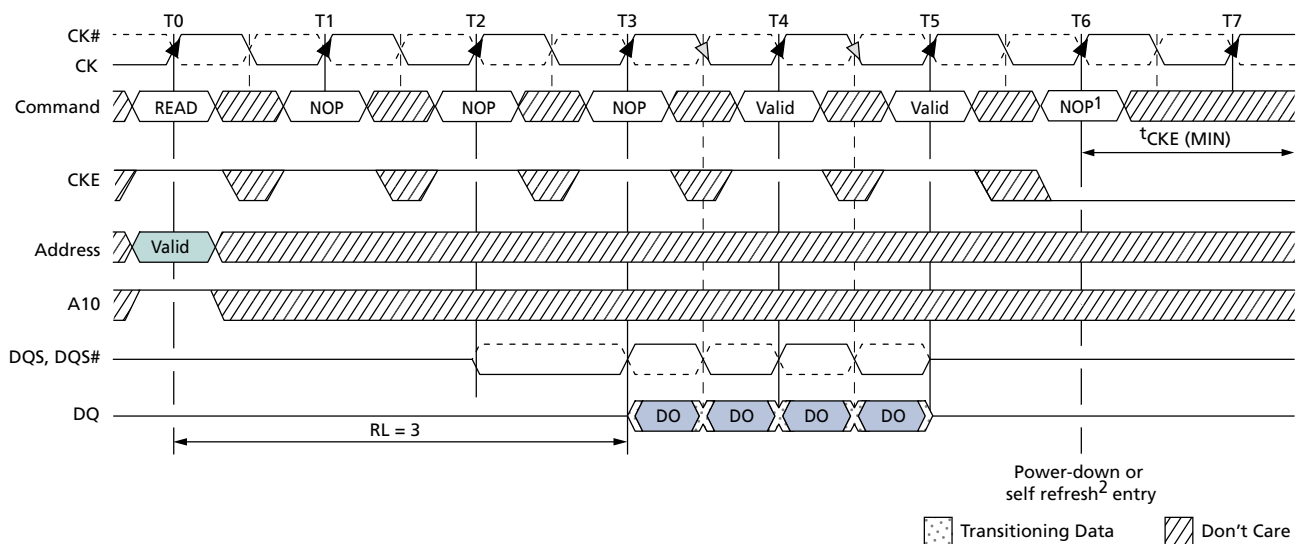 T0 T1 T2 T3 T4 T5 T6 T7
CK#
CK
Command READ NOP NOP NOP Valid Valid NOP1
tCKE (MIN)
CKE
Address Valid
A10
DQS, DQS#
DQ DO DO DO DO
RL = 3
Power-down or
self refresh2 entry
Transitioning Data Don't Care